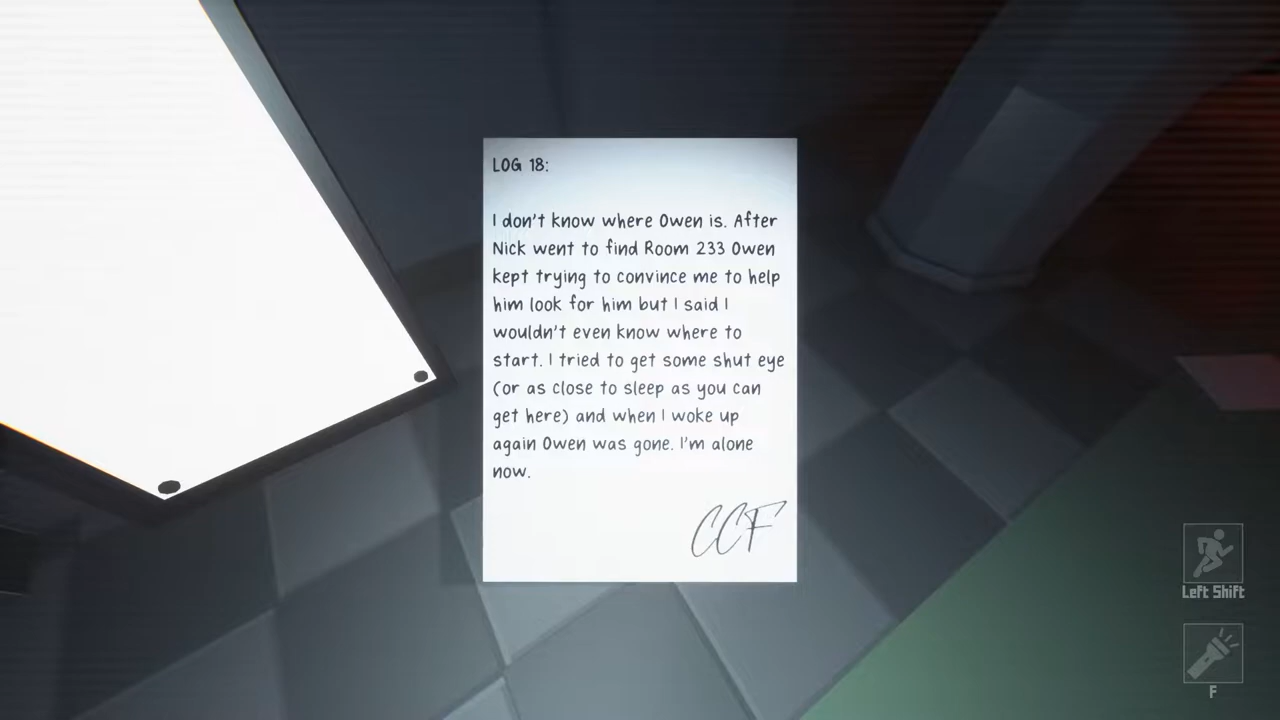 LOG 18:
I don't know where Owen is. After
Nick went to find Room 233 Owen
kept trying to convince me to help
him look for him but I said I
wouldn't even know where to
start. I tried to get some shut eye
(or as close to sleep as you can
get here) and when I woke up
again Owen was gone. I'm alone
now.
CCF
Left Shift
F